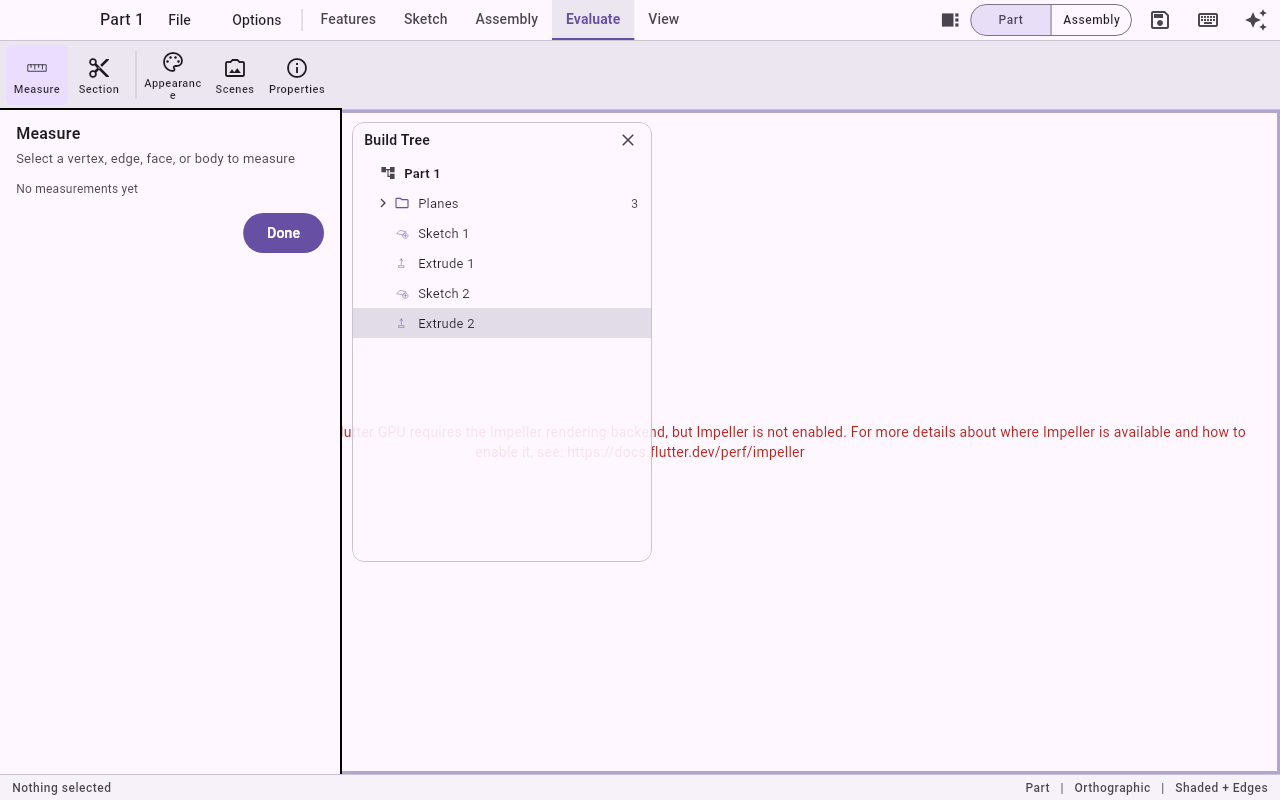 Part 1 File Options Features Sketch Assembly Evaluate View Part Assembly
Measure Section Appearanc
e Scenes Properties
Measure
Select a vertex, edge, face, or body to measure
No measurements yet
Done
Build Tree
Part 1
Planes 3
Sketch 1
Extrude 1
Sketch 2
Extrude 2
GPU requires the Impeller rendering backend, but Impeller is not enabled. For more details about where Impeller is available and how to
enable it, see: https://docs.flutter.dev/perf/impeller
Nothing selected Part | Orthographic | Shaded + Edges